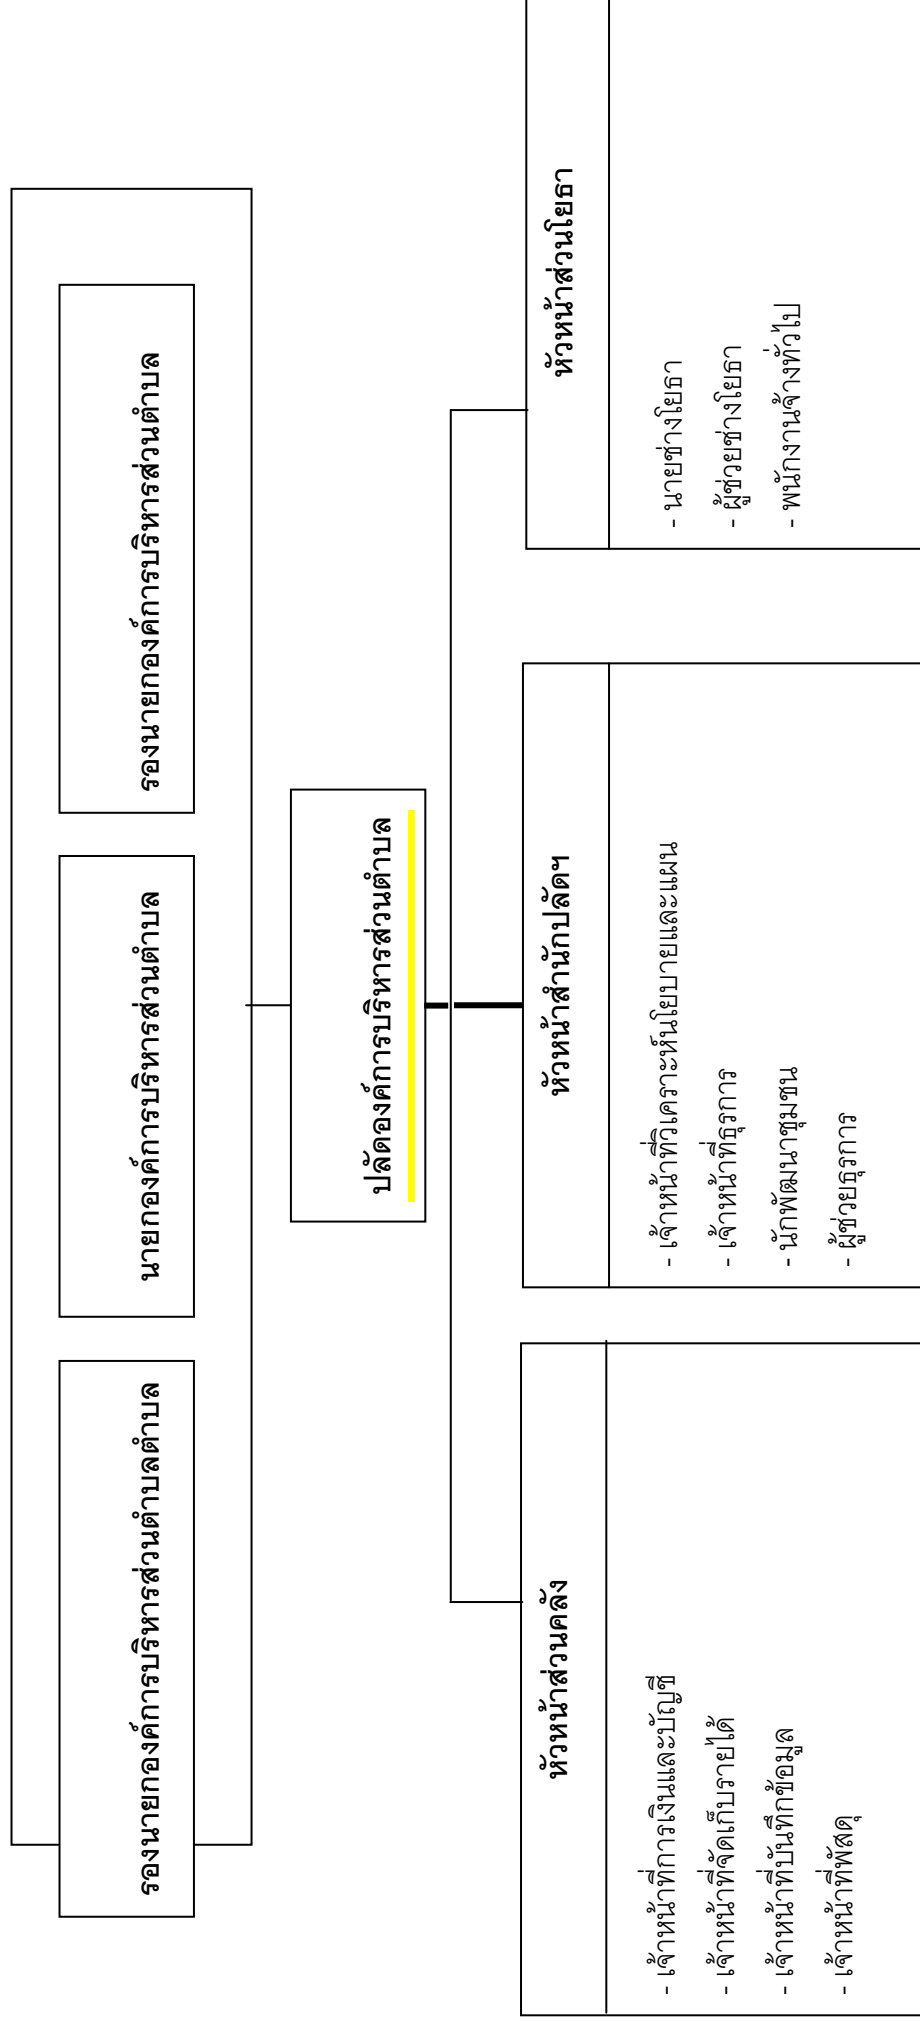 รองนายกองค์การบริหารส่วนตำบลตำบล
นายกองค์การบริหารส่วนตำบล
รองนายกองค์การบริหารส่วนตำบล
ปลัดองค์การบริหารส่วนตำบล
หัวหน้าส่วนคลัง
- เจ้าหน้าที่การเงินและบัญชี
- เจ้าหน้าที่จัดเก็บรายได้
- เจ้าหน้าที่บันทึกข้อมูล
- เจ้าหน้าที่พัสดุ
หัวหน้าสำนักปลัดฯ
- เจ้าหน้าที่วิเคราะห์นโยบายและแผน
- เจ้าหน้าที่ธุรการ
- นักพัฒนาชุมชน
- ผู้ช่วยธุรการ
หัวหน้าส่วนโยธา
- นายช่างโยธา
- ผู้ช่วยช่างโยธา
- พนักงานจ้างทั่วไป